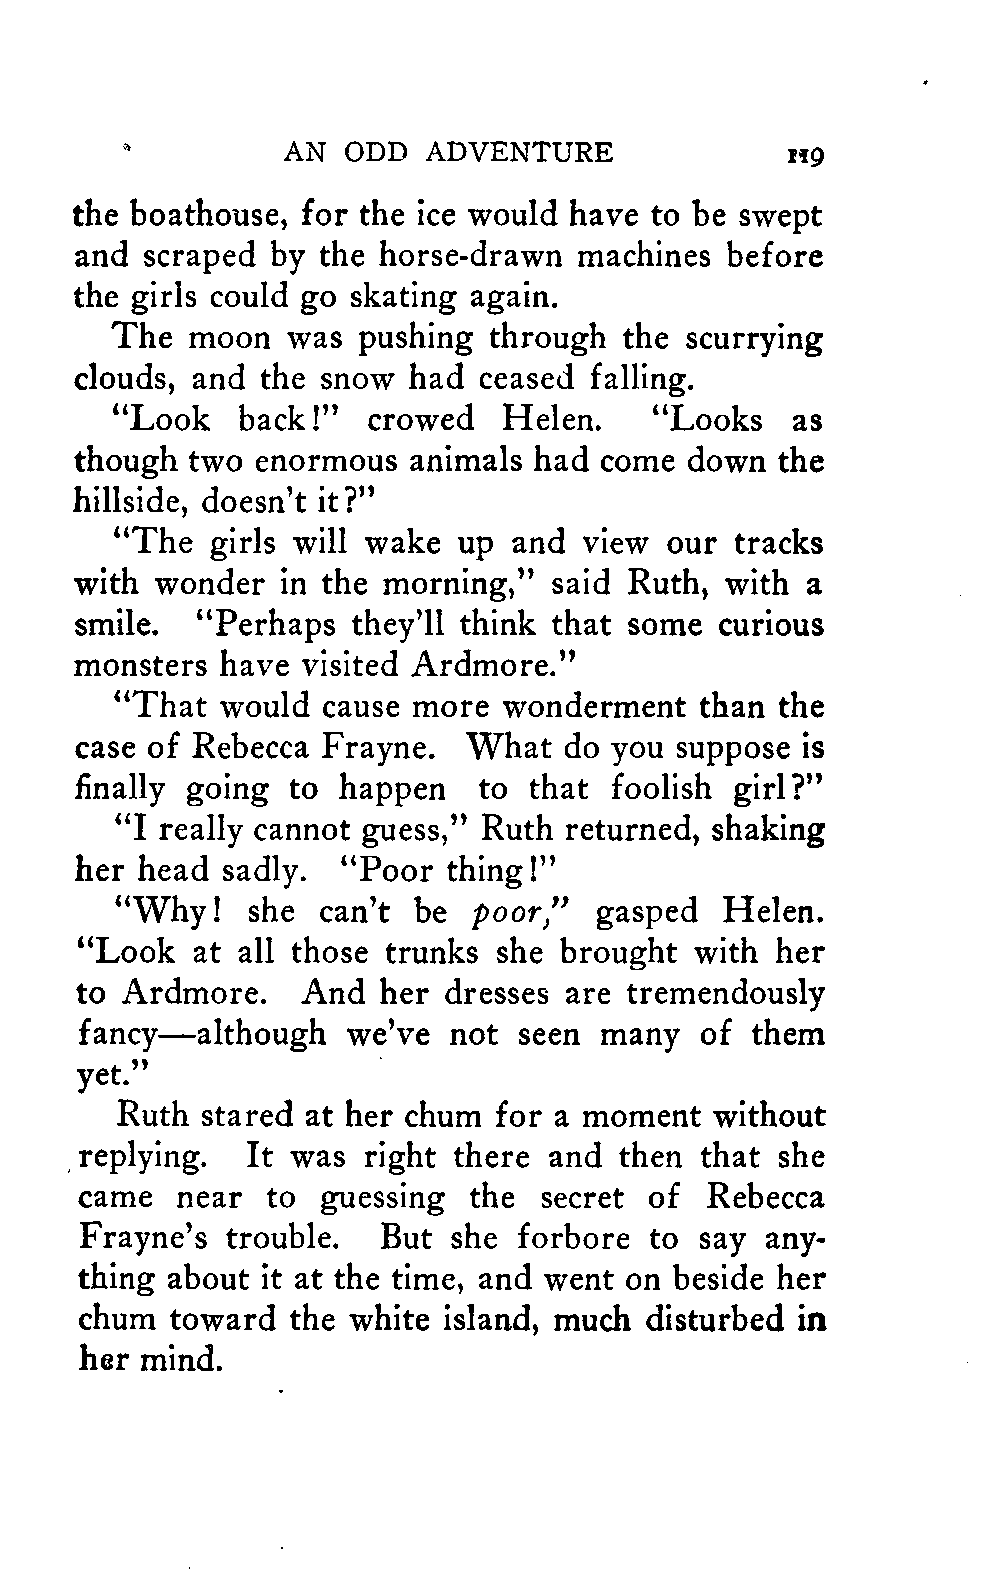 AN ODD ADVENTURE 119
the boathouse, for the ice would have to be swept
and scraped by the horse-drawn machines before
the girls could go skating again.
The moon was pushing through the scurrying
clouds, and the snow had ceased falling.
"Look back!" crowed Helen. "Looks as
though two enormous animals had come down the
hillside, doesn't it?"
"The girls will wake up and view our tracks
with wonder in the morning," said Ruth, with a
smile. "Perhaps they'll think that some curious
monsters have visited Ardmore."
"That would cause more wonderment than the
case of Rebecca Frayne. What do you suppose is
finally going to happen to that foolish girl?"
"I really cannot guess," Ruth returned, shaking
her head sadly. "Poor thing!"
"Why! she can't be poor," gasped Helen.
"Look at all those trunks she brought with her
to Ardmore. And her dresses are tremendously
fancy—although we've not seen many of them
yet."
Ruth stared at her chum for a moment without
replying. It was right there and then that she
came near to guessing the secret of Rebecca
Frayne's trouble. But she forbore to say any-
thing about it at the time, and went on beside her
chum toward the white island, much disturbed in
her mind.